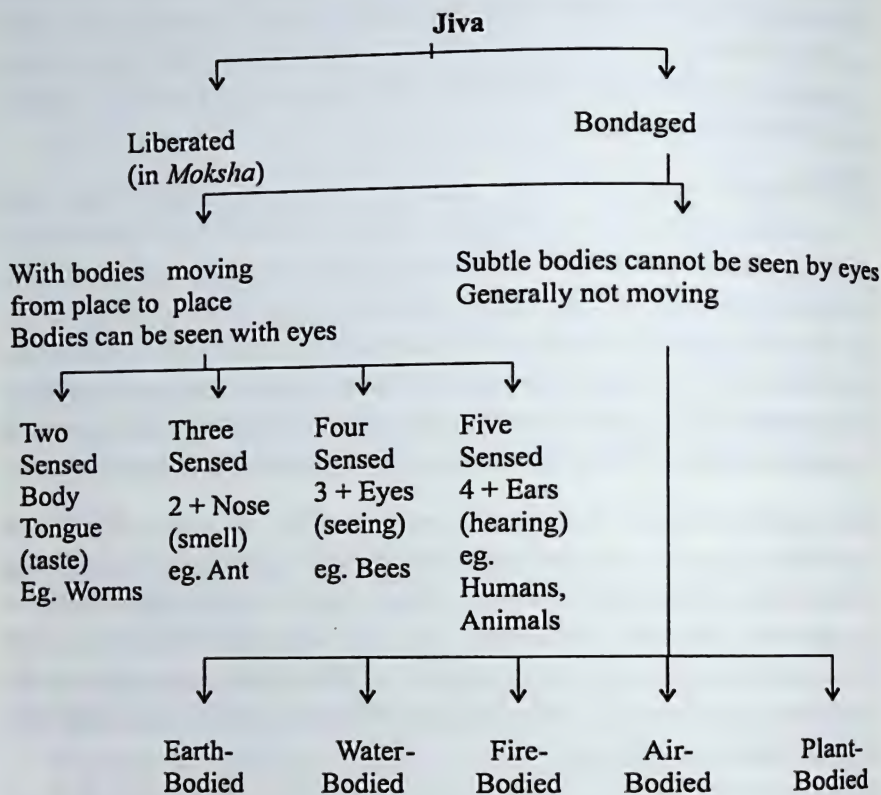 Jiva
Liberated
(in Moksha)
Bondaged
With bodies moving
from place to place
Bodies can be seen with eyes
Subtle bodies cannot be seen by eyes
Generally not moving
Two
Sensed
Body
Tongue
(taste)
Eg. Worms
Three
Sensed
2 + Nose
(smell)
eg. Ant
Four
Sensed
3 + Eyes
(seeing)
eg. Bees
Five
Sensed
4 + Ears
(hearing)
eg.
Humans,
Animals
Earth-
Bodied
Water-
Bodied
Fire-
Bodied
Air-
Bodied
Plant-
Bodied